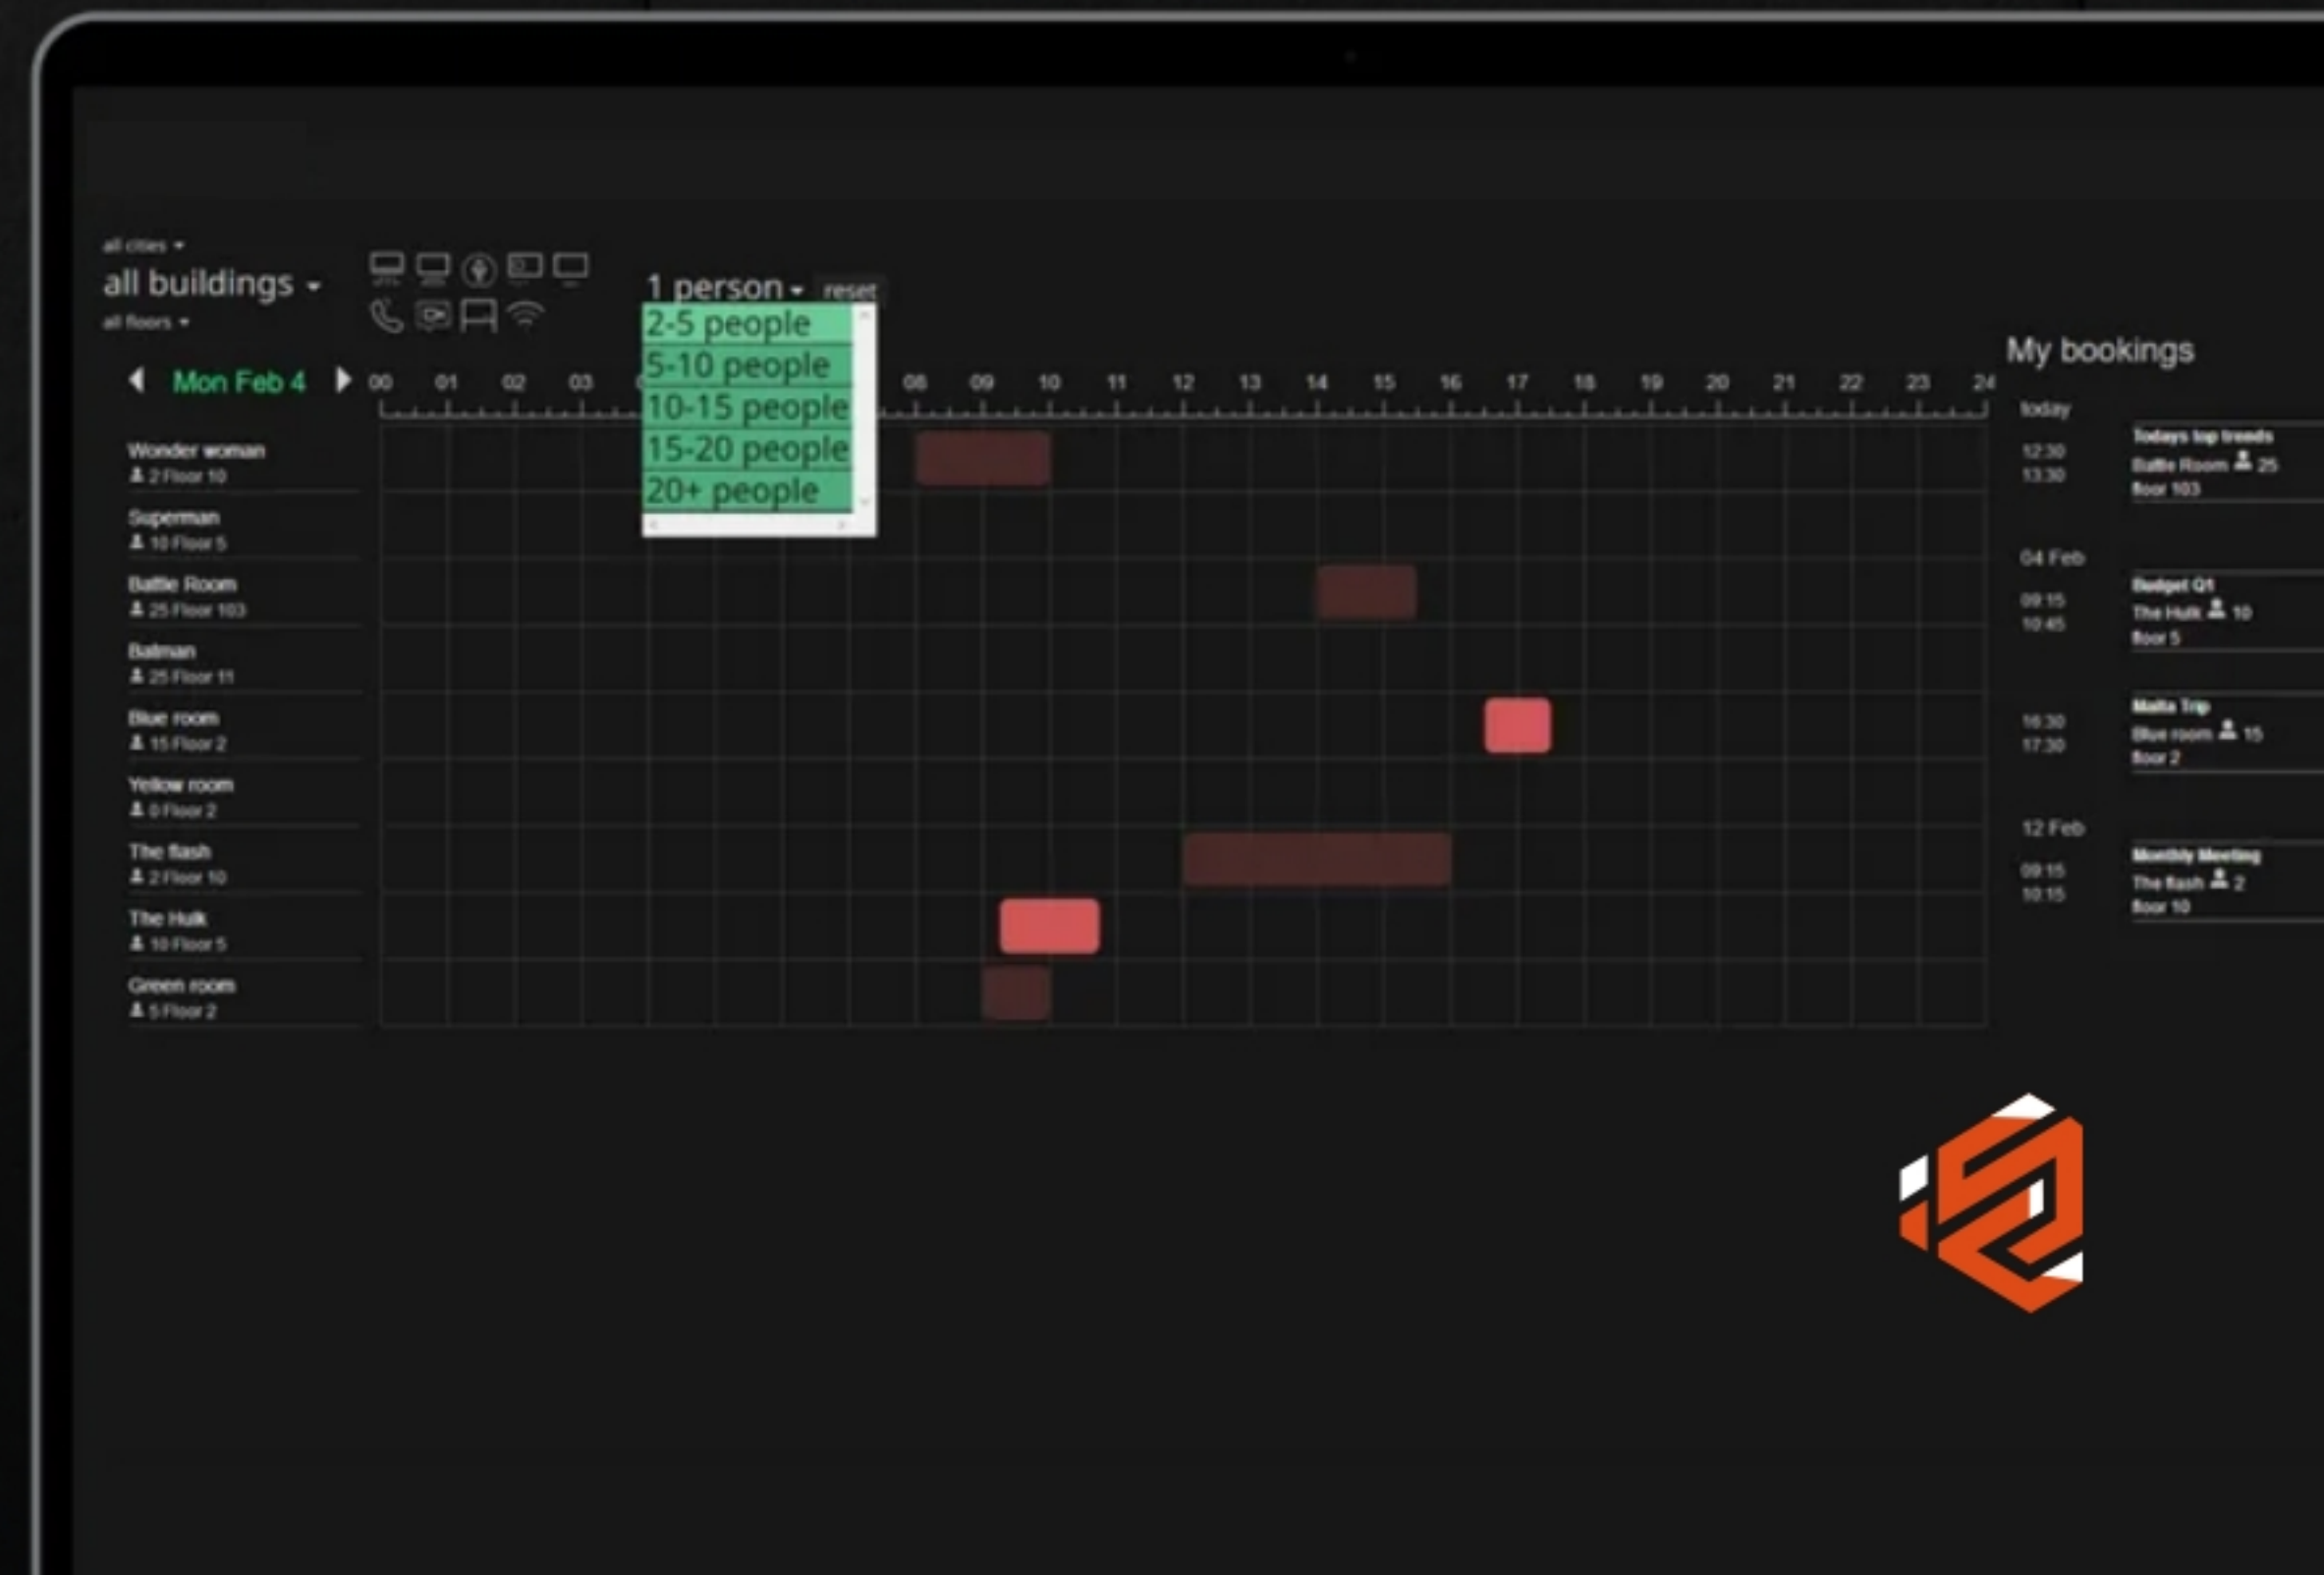 all cities
all buildings
all floors
1 person
reset
2-5 people
5-10 people
10-15 people
15-20 people
20+ people
Mon Feb 4
00 01 02 03 08 09 10 11 12 13 14 15 16 17 18 19 20 21 22 23 24
Wonder woman
2 Floor 10
Superman
10 Floor 5
Battle Room
25 Floor 103
Batman
25 Floor 11
Blue room
15 Floor 2
Yellow room
0 Floor 2
The flash
2 Floor 10
The Hulk
10 Floor 5
Green room
5 Floor 2
My bookings
today
12:30
13:30
Todays top trends
Battle Room 25
floor 103
04 Feb
09:15
10:45
Budget Q1
The Hulk 10
floor 5
16:30
17:30
Malta Trip
Blue room 15
floor 2
12 Feb
09:15
10:15
Monthly Meeting
The flash 2
floor 10